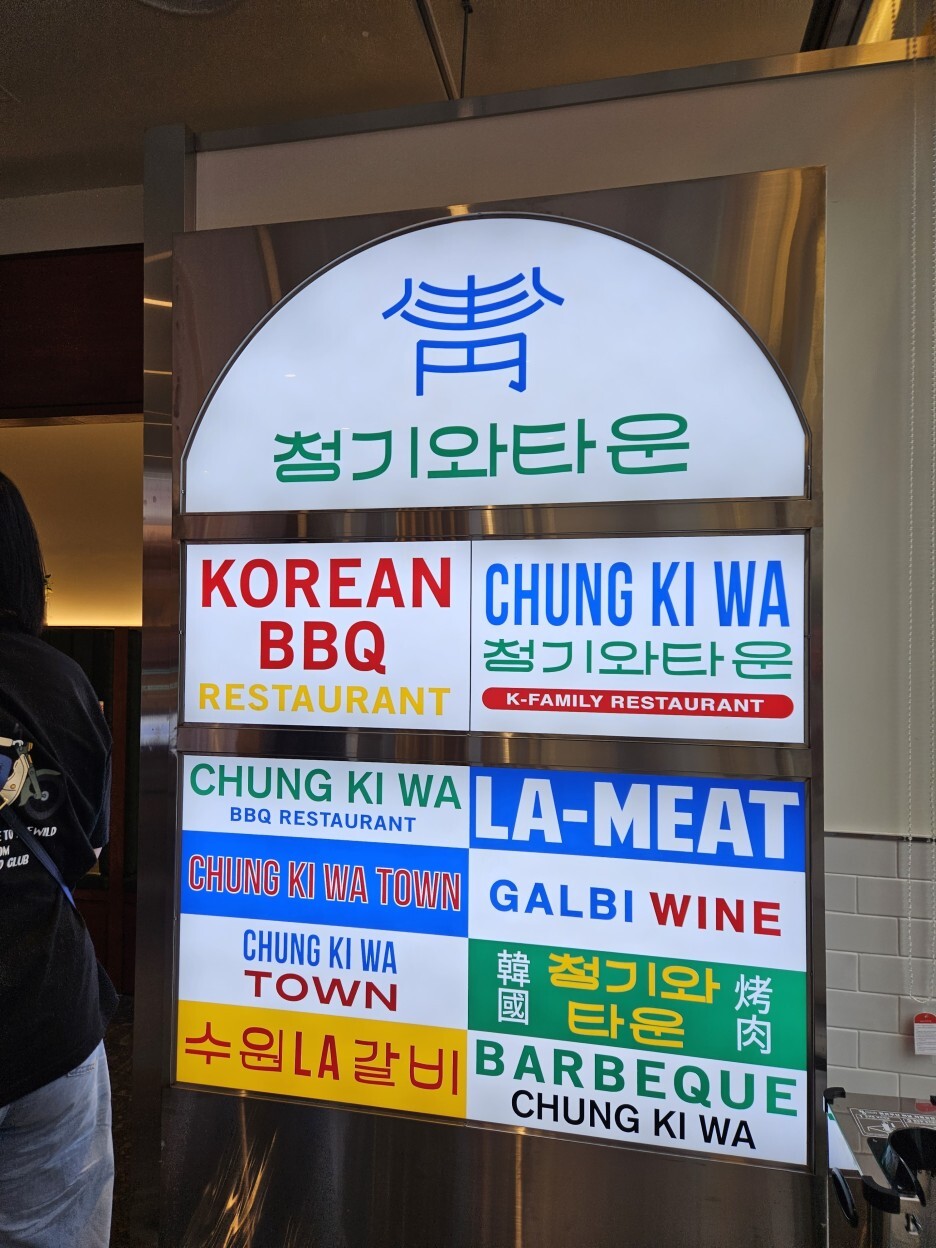 靑
청기와타운
KOREAN
BBQ
RESTAURANT
CHUNG KI WA
청기와타운
K-FAMILY RESTAURANT
CHUNG KI WA
BBQ RESTAURANT
CHUNG KI WA TOWN
CHUNG KI WA
TOWN
수원LA갈비
LA-MEAT
GALBI WINE
韓國
청기와
타운
烤肉
BARBEQUE
CHUNG KI WA